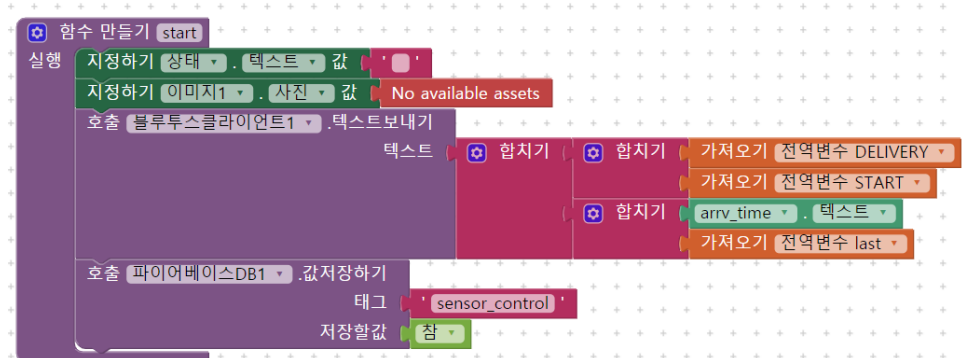 함수 만들기 start
실행 지정하기 상태 . 텍스트 값 ' '
지정하기 이미지1 . 사진 값 No available assets
호출 블루투스클라이언트1 .텍스트보내기
텍스트 합치기 합치기 가져오기 전역변수 DELIVERY
가져오기 전역변수 START
합치기 arrv_time . 텍스트
가져오기 전역변수 last
호출 파이어베이스DB1 .값저장하기
태그 ' sensor_control '
저장할값 참